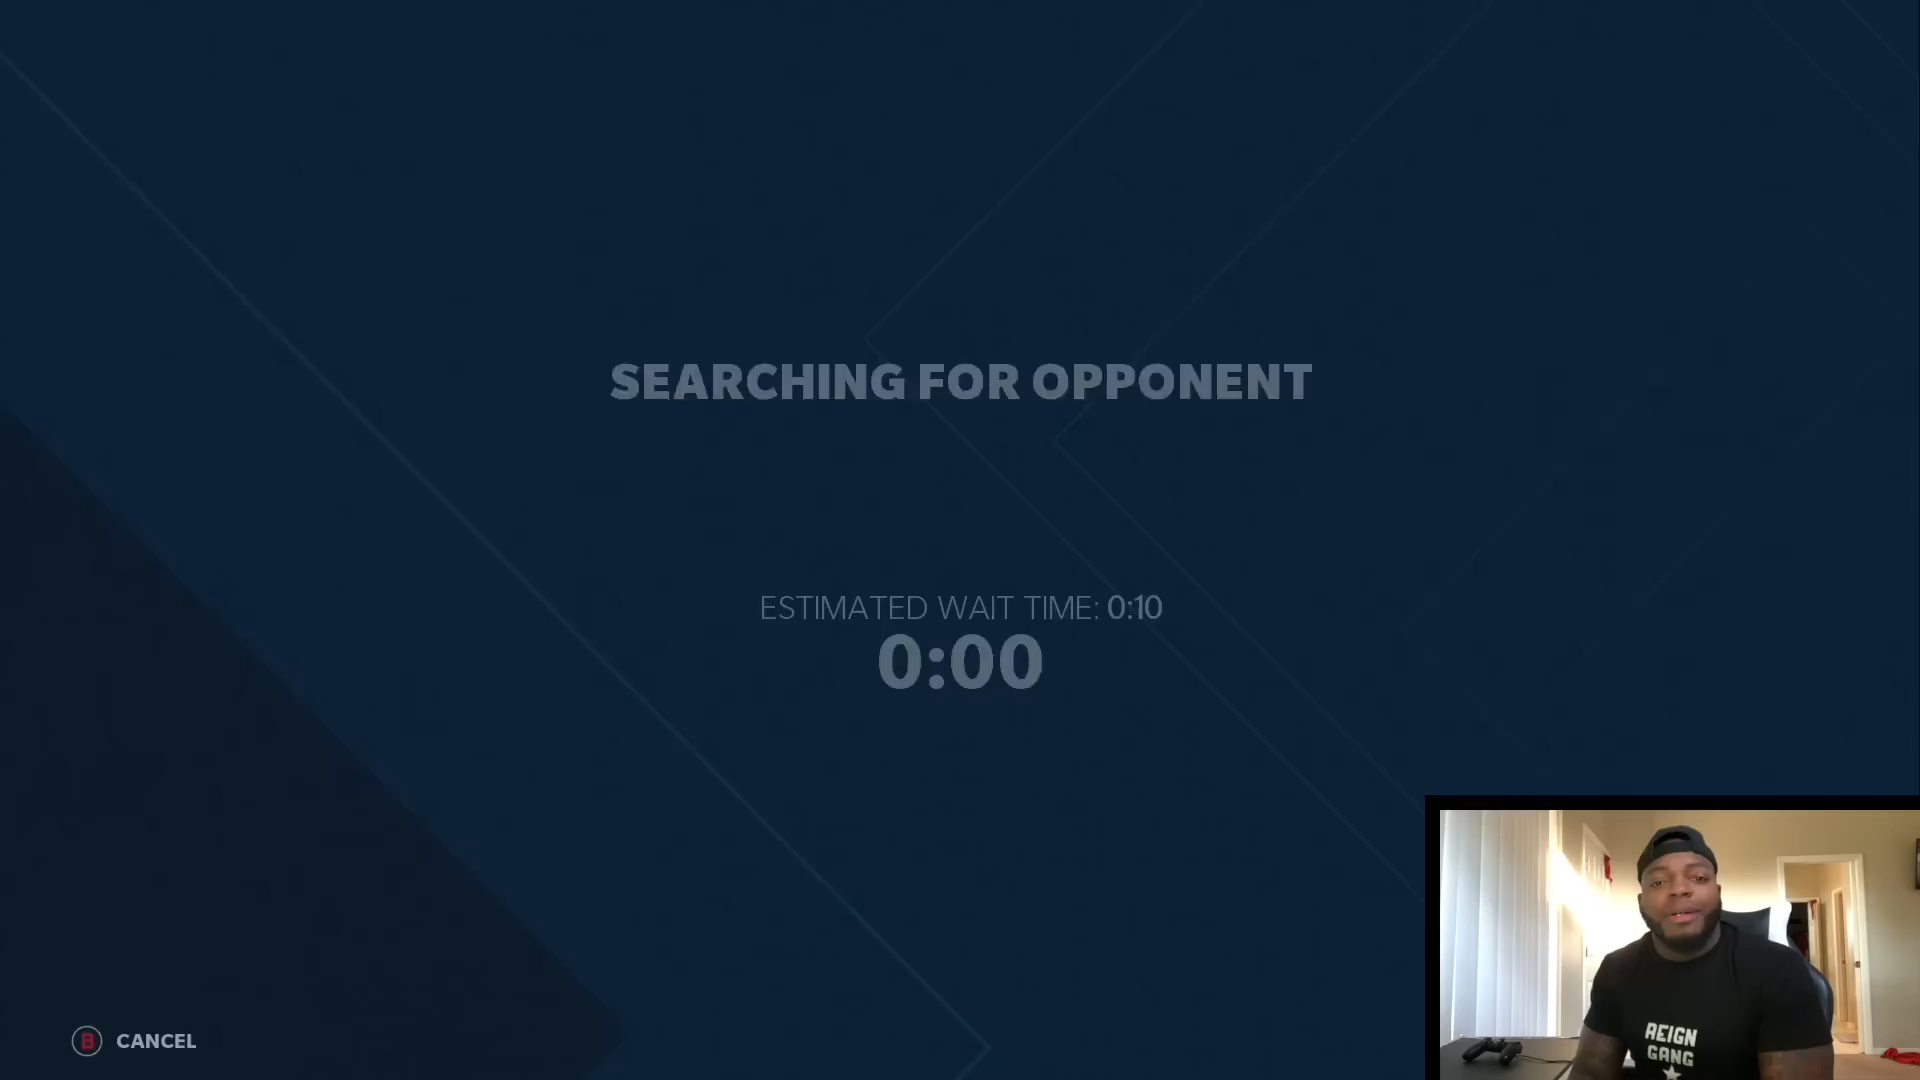 SEARCHING FOR OPPONENT
ESTIMATED WAIT TIME: 0:10
0:00
B CANCEL
REIGN
GANG